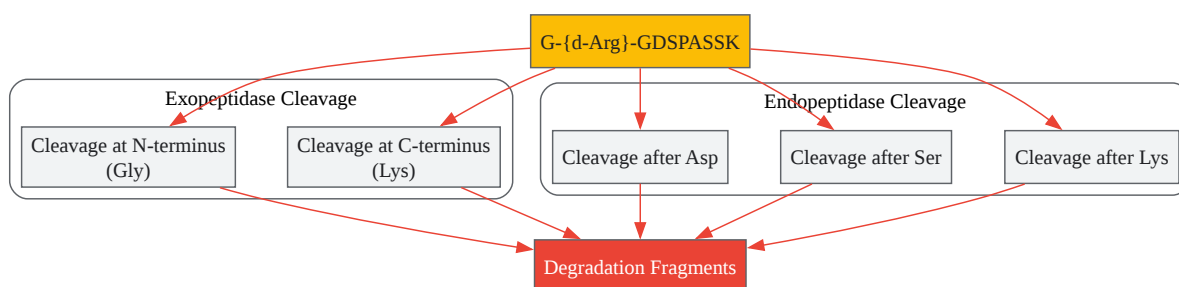 G-{d-Arg}-GDSPASSK
Exopeptidase Cleavage
Endopeptidase Cleavage
Cleavage at N-terminus
(Gly)
Cleavage at C-terminus
(Lys)
Cleavage after Asp
Cleavage after Ser
Cleavage after Lys
Degradation Fragments